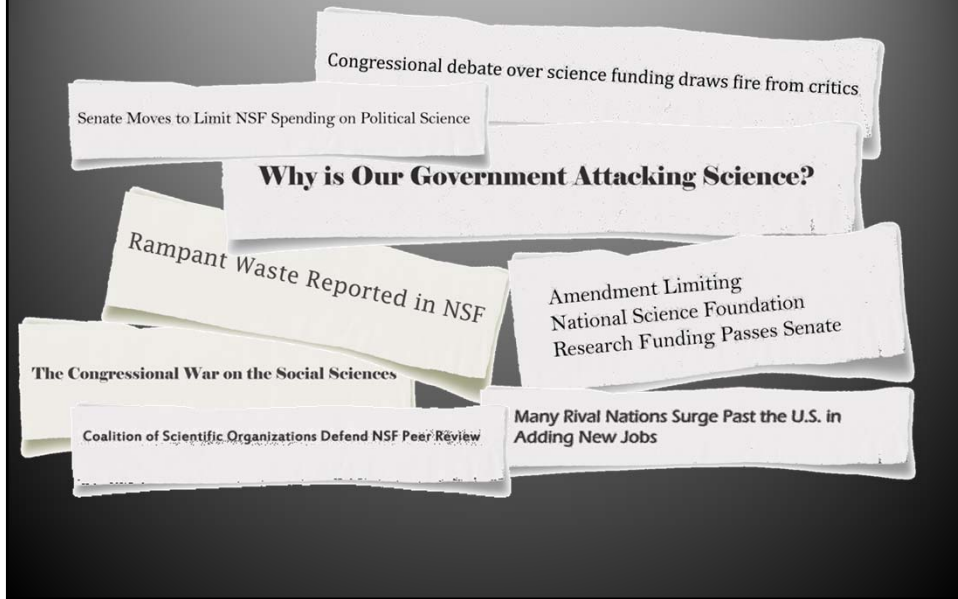 Congressional debate over science funding draws fire from critics
Senate Moves to Limit NSF Spending on Political Science
Why is Our Government Attacking Science?
Rampant Waste Reported in NSF
Amendment Limiting
National Science Foundation
Research Funding Passes Senate
The Congressional War on the Social Sciences
Many Rival Nations Surge Past the U.S. in
Adding New Jobs
Coalition of Scientific Organizations Defend NSF Peer Review